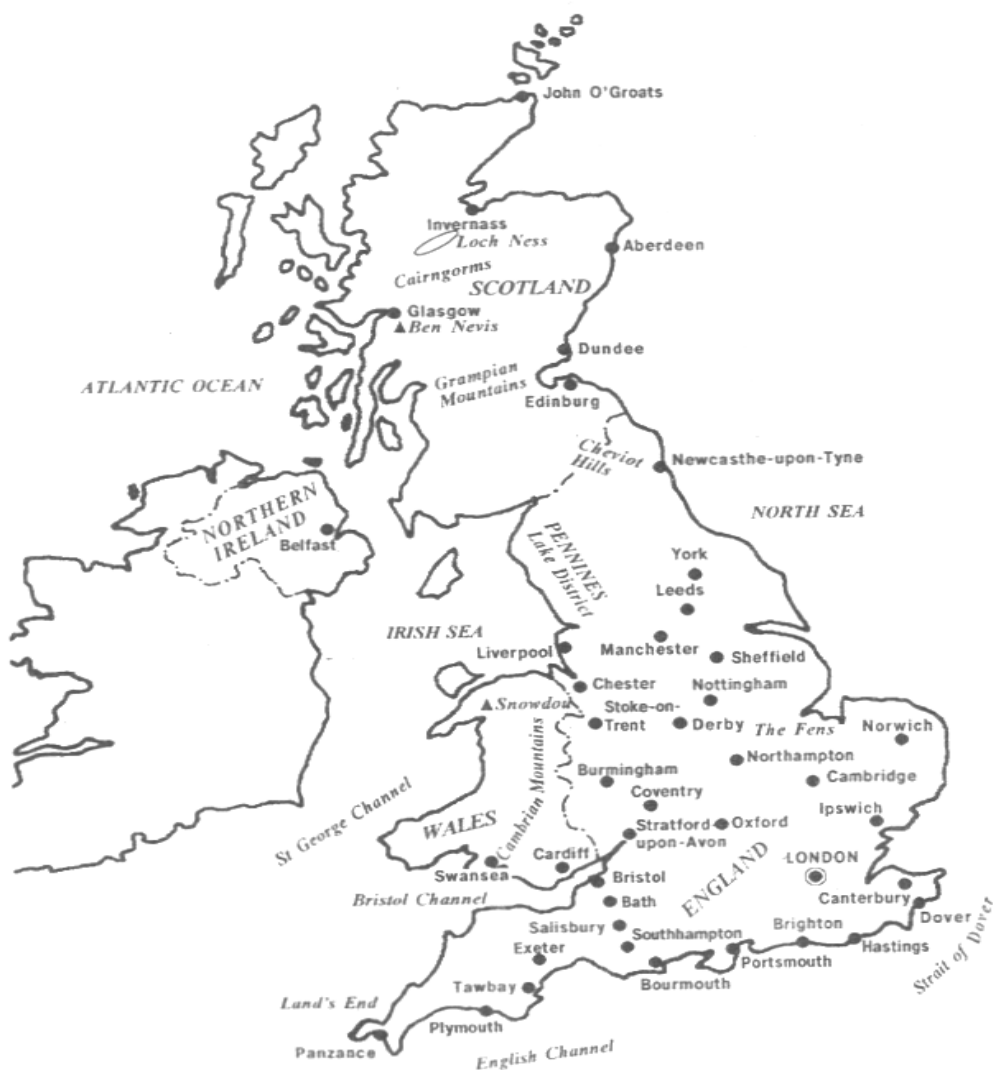 John O'Groats
Invernass
Loch Ness
Aberdeen
Cairngorms
SCOTLAND
Glasgow
Ben Nevis
Dundee
ATLANTIC OCEAN
Grampian
Mountains
Edinburg
Cheviot
Hills
Newcasthe-upon-Tyne
NORTH SEA
NORTHERN
IRELAND
Belfast
PENNINES
Lake District
York
Leeds
IRISH SEA
Liverpool
Manchester
Sheffield
Chester
Nottingham
Snowdou
Stoke-on-
Trent
Derby
The Fens
Norwich
Northampton
Burmingham
Cambridge
Coventry
Ipswich
St George Channel
WALES
Cambrian Mountains
Stratford
upon-Avon
Oxford
Cardiff
Swansea
ENGLAND
LONDON
Bristol
Canterbury
Bristol Channel
Bath
Dover
Salisbury
Southhampton
Brighton
Hastings
Exeter
Portsmouth
Strait of Dover
Bourmouth
Tawbay
Land's End
Plymouth
Panzance
English Channel